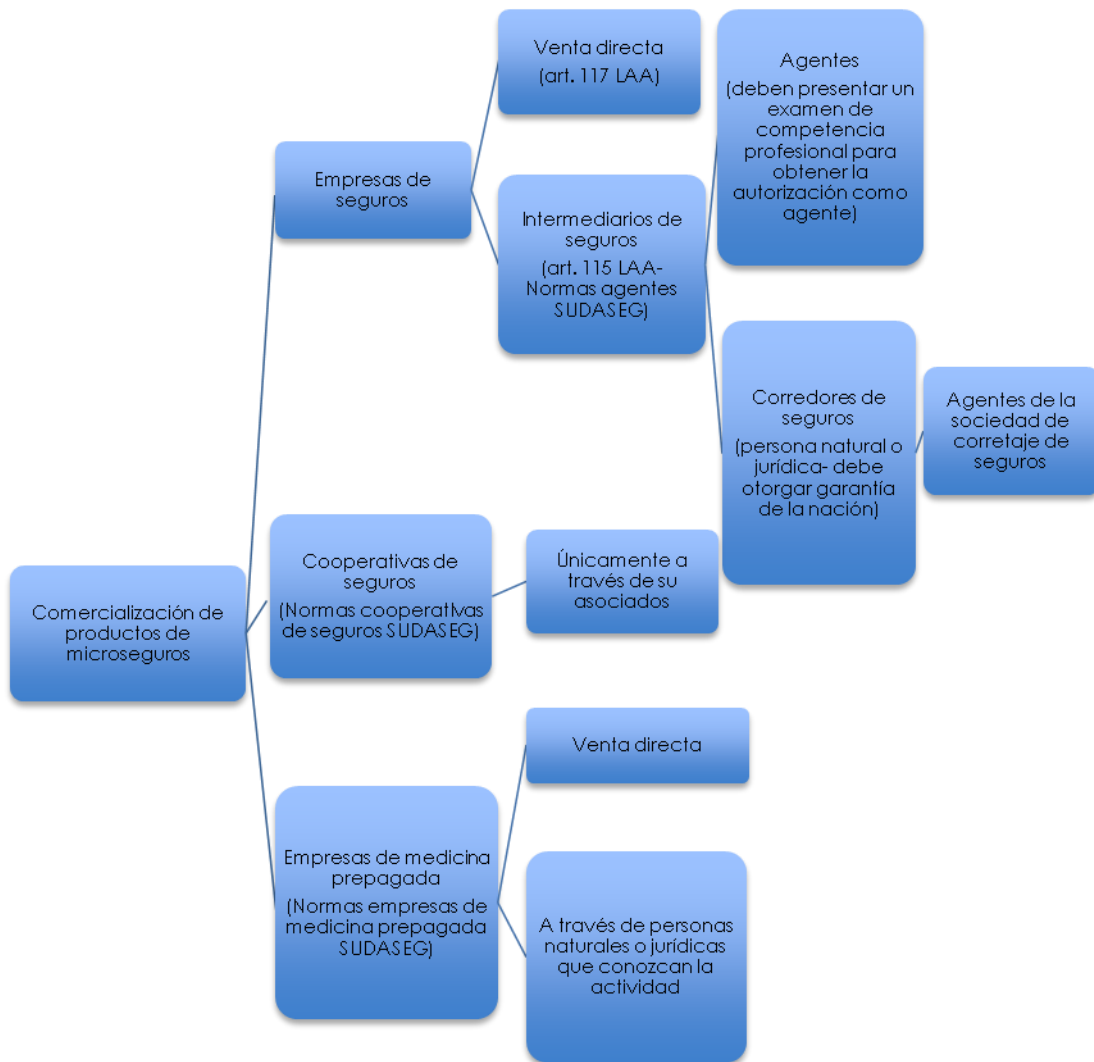 Venta directa
(art. 117 LAA)
Agentes
(deben presentar un
examen de
competencia
profesional para
obtener la
autorización como
agente)
Empresas de
seguros
Intermediarios de
seguros
(art. 115 LAA-
Normas agentes
SUDASEG)
Corredores de
seguros
(persona natural o
jurídica- debe
otorgar garantía
de la nación)
Agentes de la
sociedad de
corretaje de
seguros
Comercialización de
productos de
microseguros
Cooperativas de
seguros
(Normas cooperativas
de seguros SUDASEG)
Únicamente a
través de su
asociados
Empresas de medicina
prepagada
(Normas empresas de
medicina prepagada
SUDASEG)
Venta directa
A través de personas
naturales o jurídicas
que conozcan la
actividad